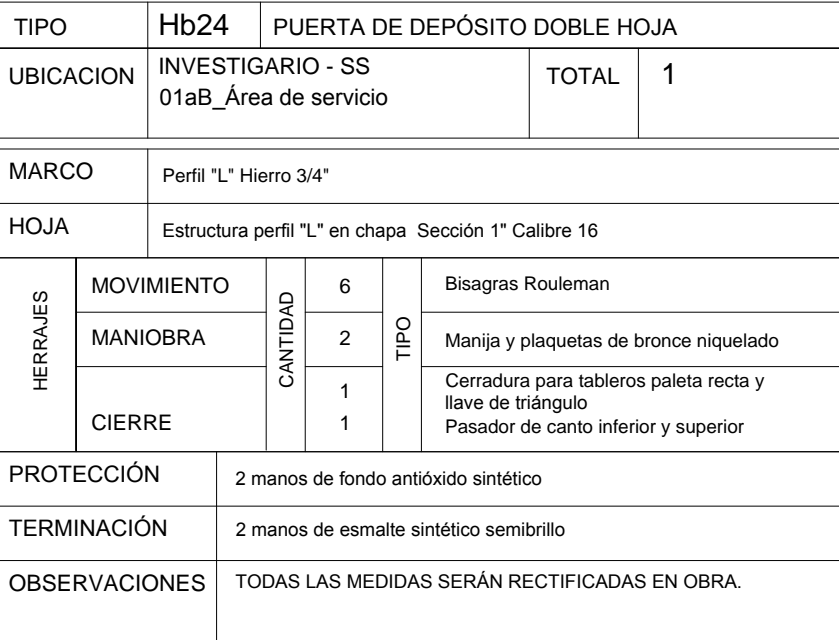 TIPO Hb24 PUERTA DE DEPÓSITO DOBLE HOJA
UBICACION INVESTIGARIO - SS TOTAL 1
01aB_Área de servicio
MARCO Perfil "L" Hierro 3/4"
HOJA Estructura perfil "L" en chapa Sección 1" Calibre 16
HERRAJES
MOVIMIENTO
CANTIDAD
6
TIPO
Bisagras Rouleman
MANIOBRA 2 Manija y plaquetas de bronce niquelado
CIERRE
1 Cerradura para tableros paleta recta y
llave de triángulo
1 Pasador de canto inferior y superior
PROTECCIÓN 2 manos de fondo antióxido sintético
TERMINACIÓN 2 manos de esmalte sintético semibrillo
OBSERVACIONES TODAS LAS MEDIDAS SERÁN RECTIFICADAS EN OBRA.